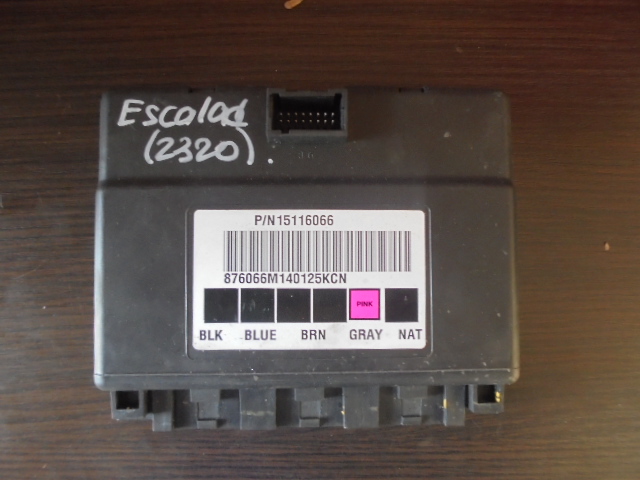 Escalad
(2320).
P/N15116066
876066M140125KCN
PINK
BLK BLUE BRN GRAY NAT